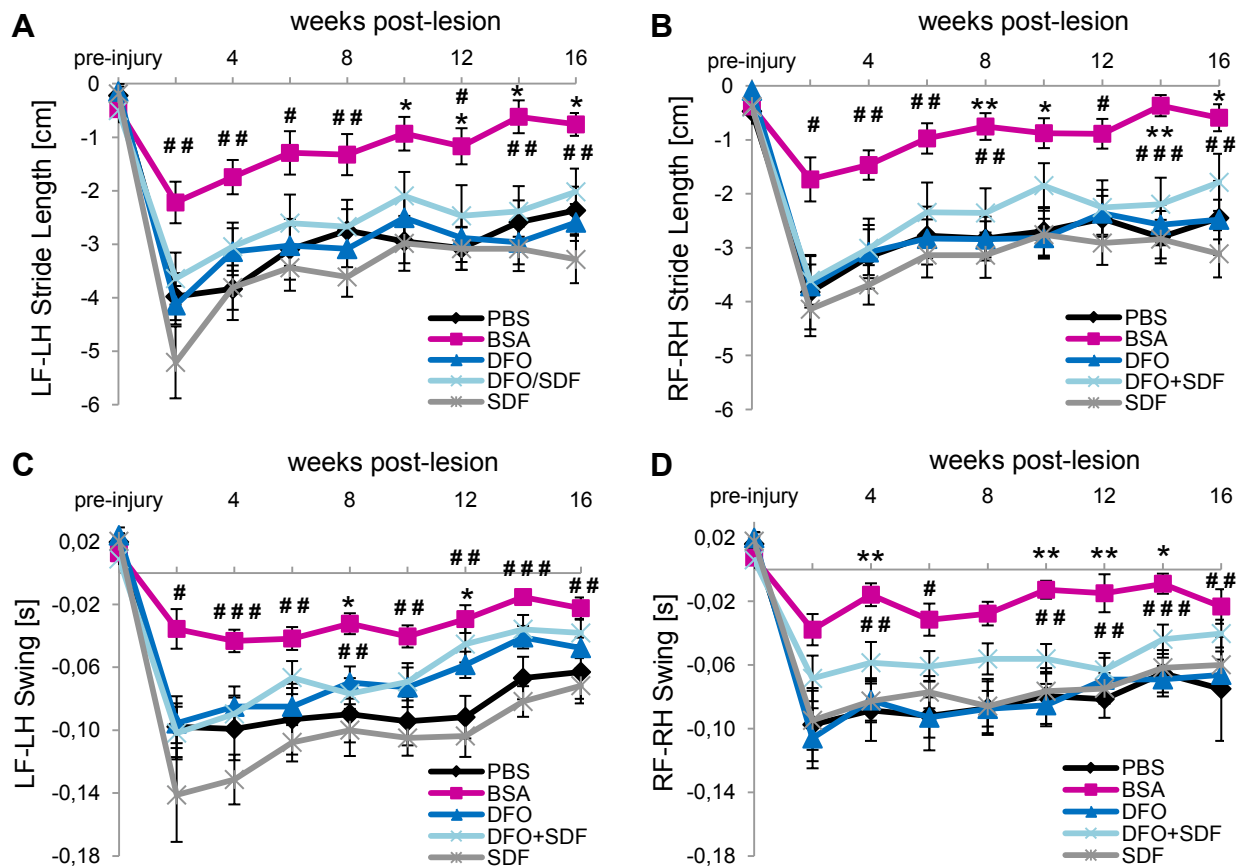 A
weeks post-lesion
pre-injury 4 8 12 16
0
-1
-2
-3
-4
-5
-6
LF-LH Stride Length [cm]
## ## # ## * # * *
* ## ##
PBS
BSA
DFO
DFO/SDF
SDF
B
weeks post-lesion
pre-injury 4 8 12 16
0
-1
-2
-3
-4
-5
-6
RF-RH Stride Length [cm]
# ## ## ** * # *
## ** ##
###
PBS
BSA
DFO
DFO+SDF
SDF
C
weeks post-lesion
pre-injury 4 8 12 16
0,02
-0,02
-0,06
-0,10
-0,14
-0,18
LF-LH Swing [s]
# ### ## * ## ## ### ##
## *
PBS
BSA
DFO
DFO+SDF
SDF
D
weeks post-lesion
pre-injury 4 8 12 16
0,02
-0,02
-0,06
-0,10
-0,14
-0,18
RF-RH Swing [s]
** # ** ** * ##
## ## ## ###
PBS
BSA
DFO
DFO+SDF
SDF